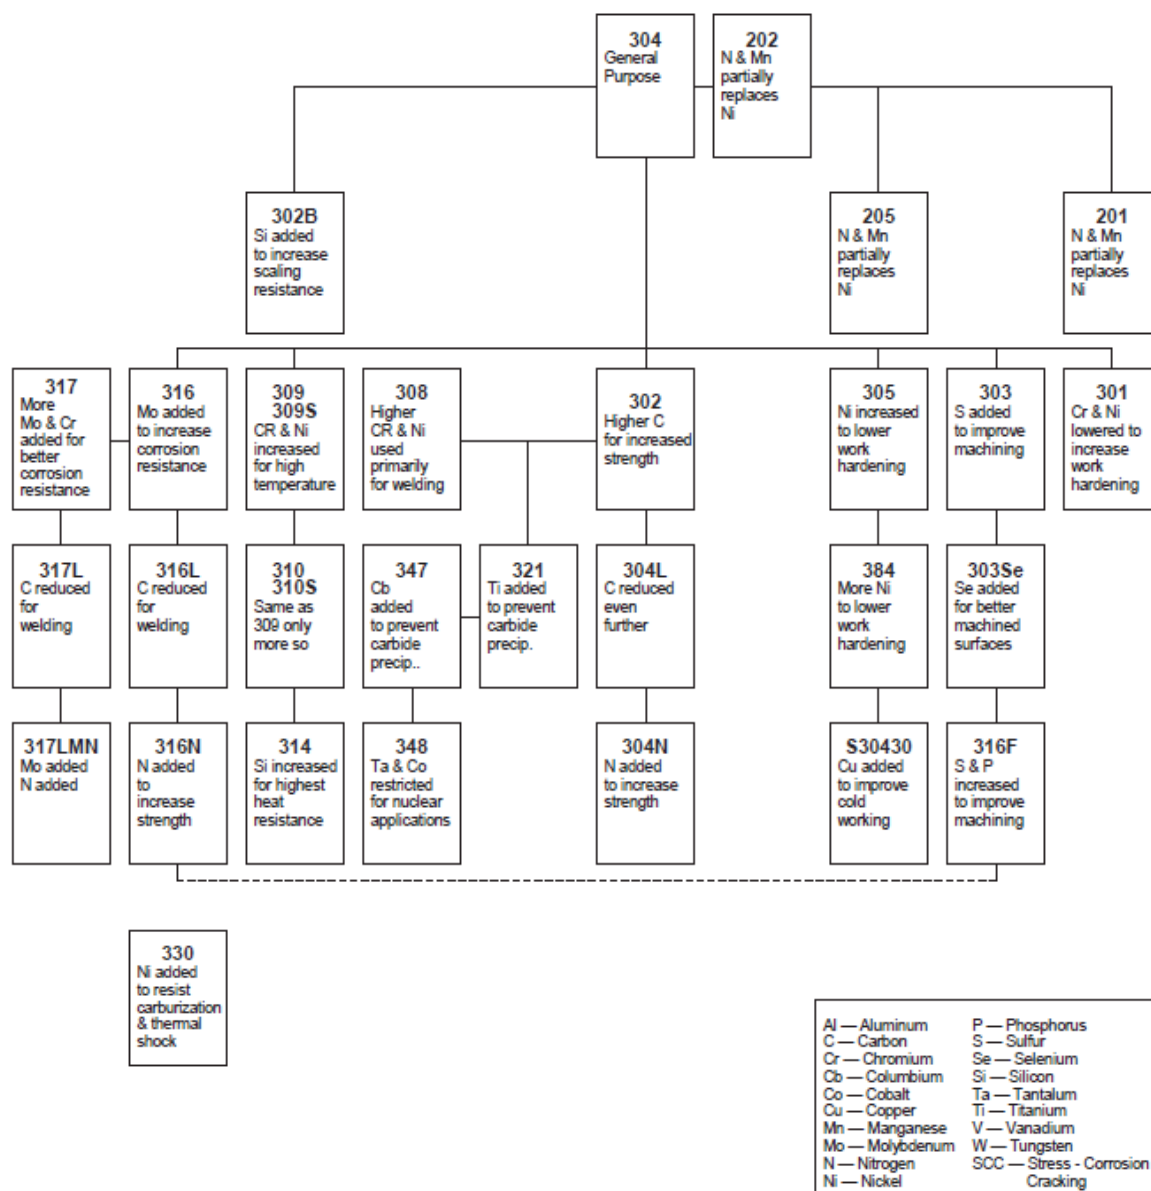 304
General
Purpose
202
N & Mn
partially
replaces
Ni
302B
Si added
to increase
scaling
resistance
205
N & Mn
partially
replaces
Ni
201
N & Mn
partially
replaces
Ni
317
More
Mo & Cr
added for
better
corrosion
resistance
316
Mo added
to increase
corrosion
resistance
309
309S
CR & Ni
increased
for high
temperature
308
Higher
CR & Ni
used
primarily
for welding
302
Higher C
for increased
strength
305
Ni increased
to lower
work
hardening
303
S added
to improve
machining
301
Cr & Ni
lowered to
increase
work
hardening
317L
C reduced
for
welding
316L
C reduced
for
welding
310
310S
Same as
309 only
more so
347
Cb
added
to prevent
carbide
precip..
321
Ti added
to prevent
carbide
precip.
304L
C reduced
even
further
384
More Ni
to lower
work
hardening
303Se
Se added
for better
machined
surfaces
317LMN
Mo added
N added
316N
N added
to
increase
strength
314
Si increased
for highest
heat
resistance
348
Ta & Co
restricted
for nuclear
applications
304N
N added
to increase
strength
S30430
Cu added
to improve
cold
working
316F
S & P
increased
to improve
machining
330
Ni added
to resist
carburization
& thermal
shock
Al — Aluminum
C — Carbon
Cr — Chromium
Cb — Columbium
Co — Cobalt
Cu — Copper
Mn — Manganese
Mo — Molybdenum
N — Nitrogen
Ni — Nickel
P — Phosphorus
S — Sulfur
Se — Selenium
Si — Silicon
Ta — Tantalum
Ti — Titanium
V — Vanadium
W — Tungsten
SCC — Stress - Corrosion
Cracking